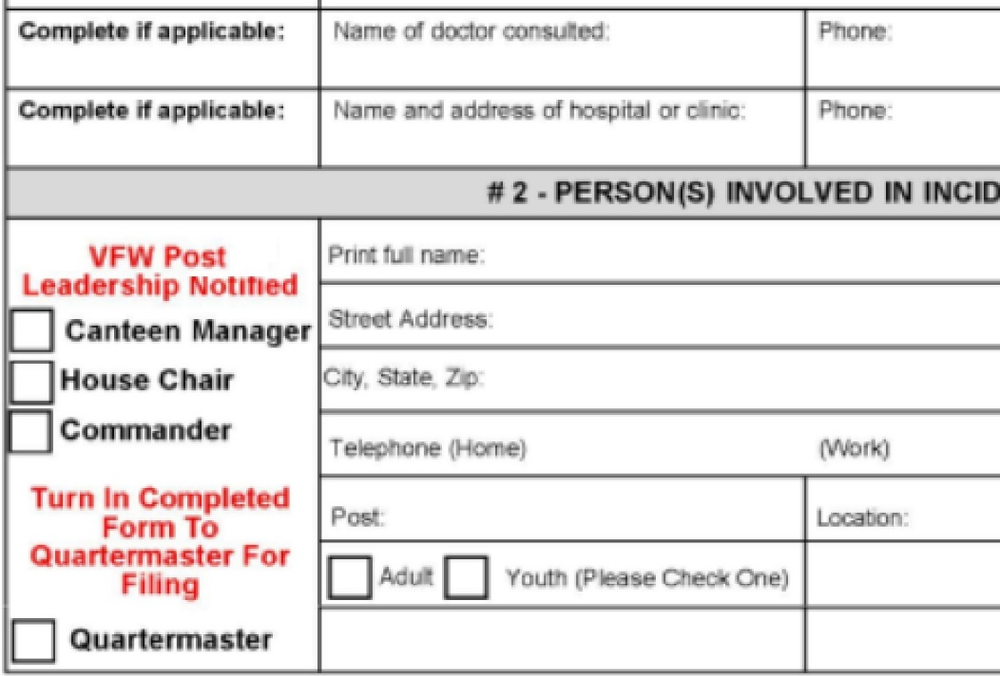 Complete if applicable: Name of doctor consulted: Phone:
Complete if applicable: Name and address of hospital or clinic: Phone:
# 2 - PERSON(S) INVOLVED IN INCID
VFW Post
Leadership Notified
Canteen Manager
House Chair
Commander
Turn In Completed
Form To
Quartermaster For
Filing
Quartermaster
Print full name:
Street Address:
City, State, Zip:
Telephone (Home) (Work)
Post: Location:
Adult Youth (Please Check One)